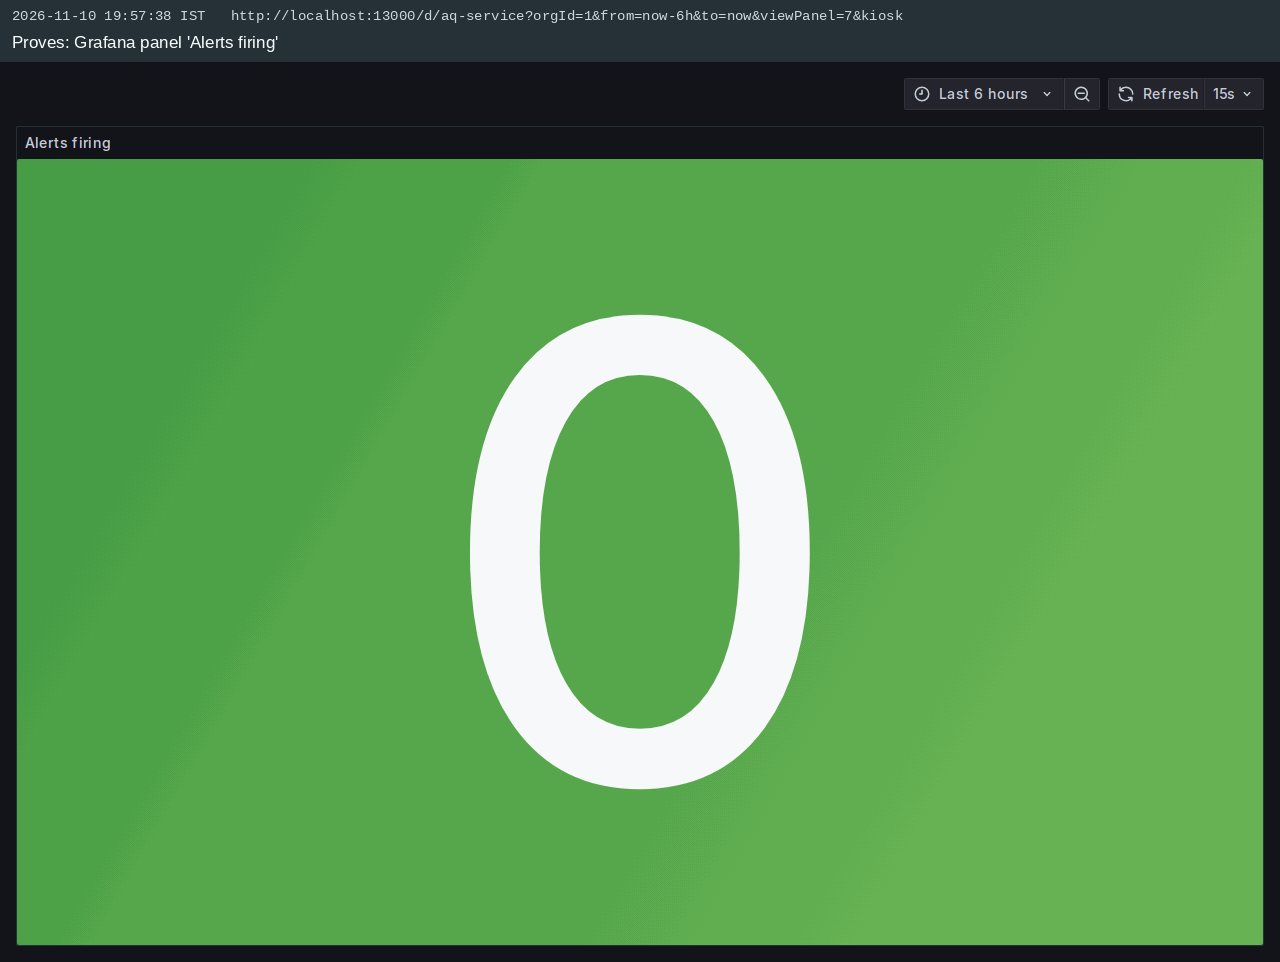 2026-11-10 19:57:38 IST http://localhost:13000/d/aq-service?orgId=1&from=now-6h&to=now&viewPanel=7&kiosk
Proves: Grafana panel 'Alerts firing'
Last 6 hours
Refresh 15s
Alerts firing
0